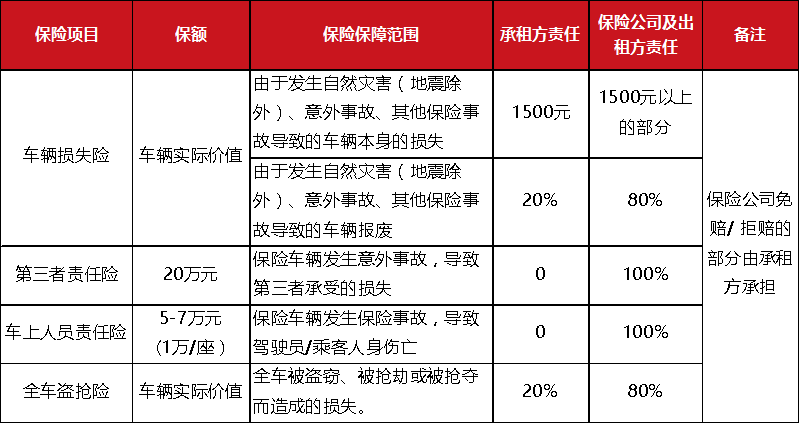 保险项目
保额
保险保障范围
承租方责任
保险公司及出
租方责任
备注
车辆损失险
车辆实际价值
由于发生自然灾害（地震除
外）、意外事故、其他保险事
故导致的车辆本身的损失
1500元
1500元以上
的部分
由于发生自然灾害（地震除
外）、意外事故、其他保险事
故导致的车辆报废
20%
80%
第三者责任险
20万元
保险车辆发生意外事故，导致
第三者承受的损失
0
100%
车上人员责任险
5-7万元
(1万/座）
保险车辆发生保险事故，导致
驾驶员/乘客人身伤亡
0
100%
全车盗抢险
车辆实际价值
全车被盗窃、被抢劫或被抢夺
而造成的损失。
20%
80%
保险公司免
赔/ 拒赔的
部分由承租
方承担